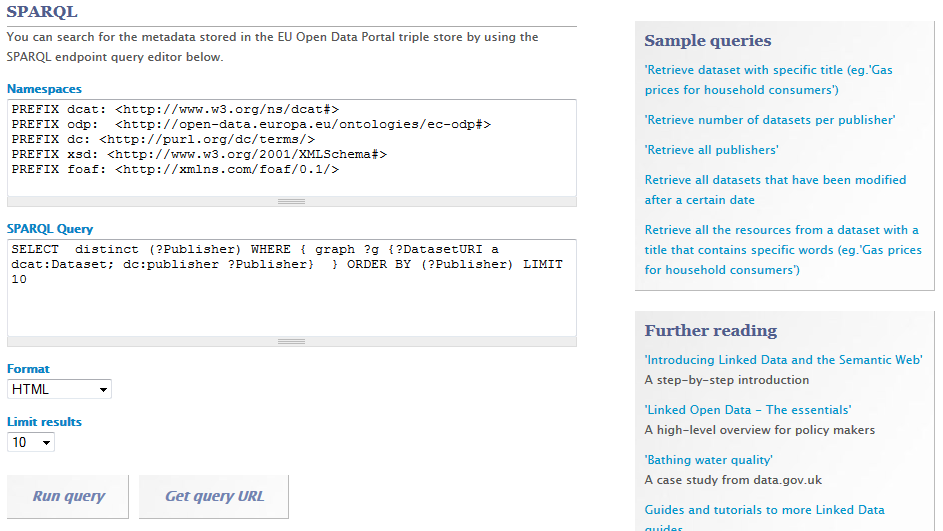 SPARQL
You can search for the metadata stored in the EU Open Data Portal triple store by using the
SPARQL endpoint query editor below.
Namespaces
PREFIX dcat: <http://www.w3.org/ns/dcat#>
PREFIX odp:  <http://open-data.europa.eu/ontologies/ec-odp#>
PREFIX dc: <http://purl.org/dc/terms/>
PREFIX xsd: <http://www.w3.org/2001/XMLSchema#>
PREFIX foaf: <http://xmlns.com/foaf/0.1/>
SPARQL Query
SELECT  distinct (?Publisher) WHERE { graph ?g {?DatasetURI a
dcat:Dataset; dc:publisher ?Publisher}  } ORDER BY (?Publisher) LIMIT
10
Format
HTML
Limit results
10
Run query
Get query URL
Sample queries
'Retrieve dataset with specific title (eg.'Gas
prices for household consumers')
'Retrieve number of datasets per publisher'
'Retrieve all publishers'
Retrieve all datasets that have been modified
after a certain date
Retrieve all the resources from a dataset with a
title that contains specific words (eg.'Gas prices
for household consumers')
Further reading
'Introducing Linked Data and the Semantic Web'
A step-by-step introduction
'Linked Open Data - The essentials'
A high-level overview for policy makers
'Bathing water quality'
A case study from data.gov.uk
Guides and tutorials to more Linked Data
guides